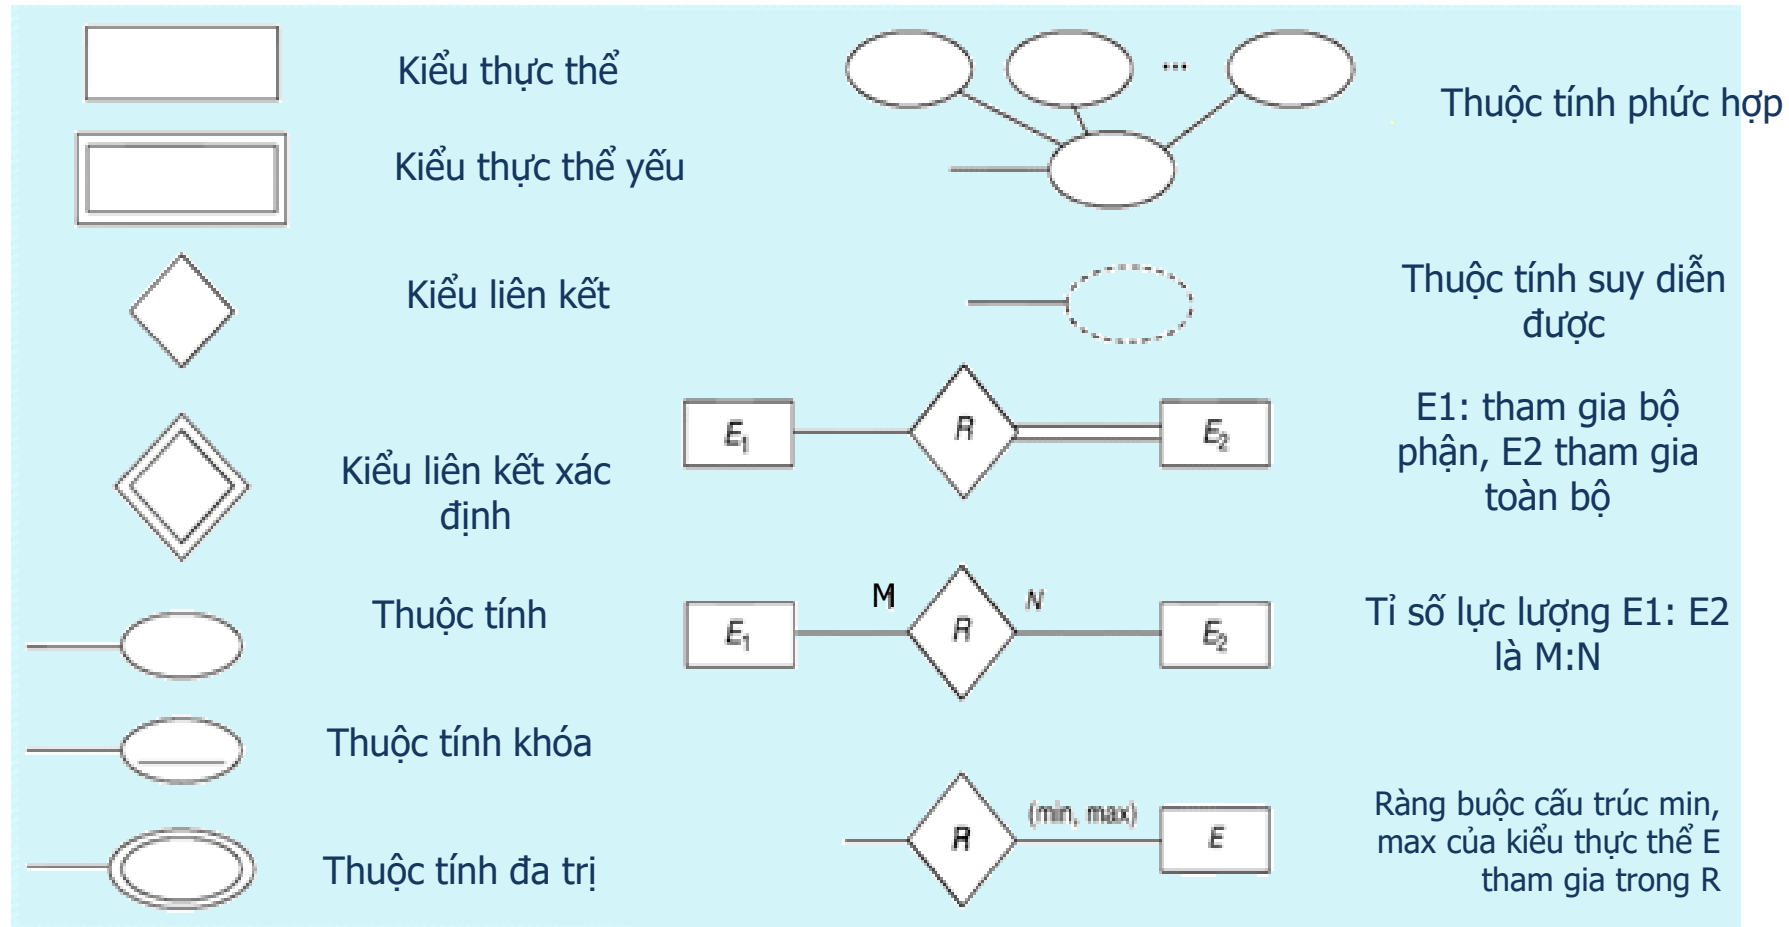 Kiểu thực thể
Kiểu thực thể yếu
Kiểu liên kết
Kiểu liên kết xác
định
Thuộc tính
Thuộc tính khóa
Thuộc tính đa trị
...
Thuộc tính phức hợp
Thuộc tính suy diễn
được
E1 R E2
E1: tham gia bộ
phận, E2 tham gia
toàn bộ
M N
E1 R E2
Tỉ số lực lượng E1: E2
là M:N
(min, max)
R E
Ràng buộc cấu trúc min,
max của kiểu thực thể E
tham gia trong R